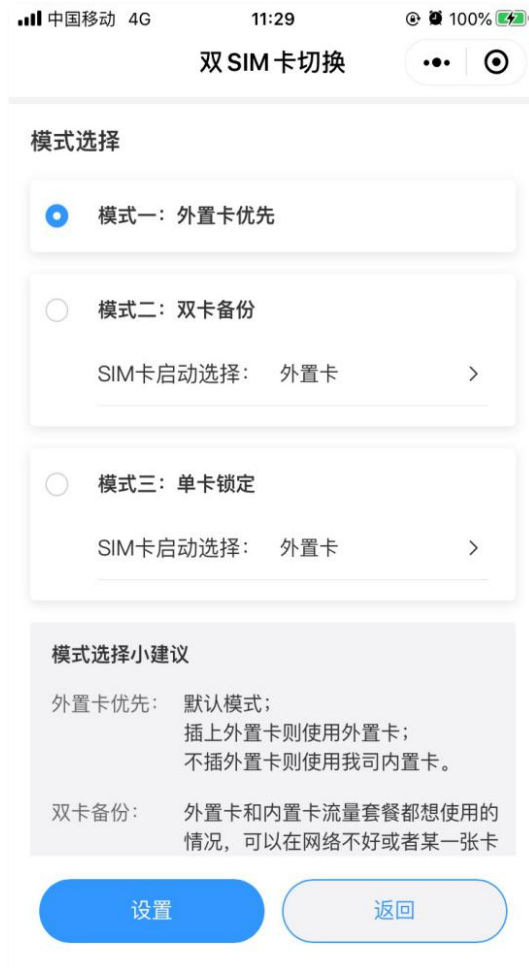 中国移动 4G 11:29 100%
双SIM卡切换
模式选择
模式一：外置卡优先
模式二：双卡备份
SIM卡启动选择： 外置卡
模式三：单卡锁定
SIM卡启动选择： 外置卡
模式选择小建议
外置卡优先： 默认模式；
插上外置卡则使用外置卡；
不插外置卡则使用我司内置卡。
双卡备份： 外置卡和内置卡流量套餐都想使用的
情况，可以在网络不好或者某一张卡
设置 返回